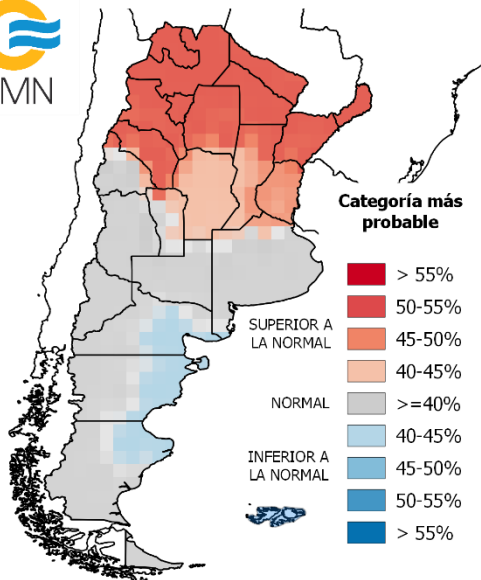 MN
Categoría más
probable
> 55%
50-55%
45-50%
40-45%
>=40%
40-45%
45-50%
50-55%
> 55%
SUPERIOR A
LA NORMAL
NORMAL
INFERIOR A
LA NORMAL